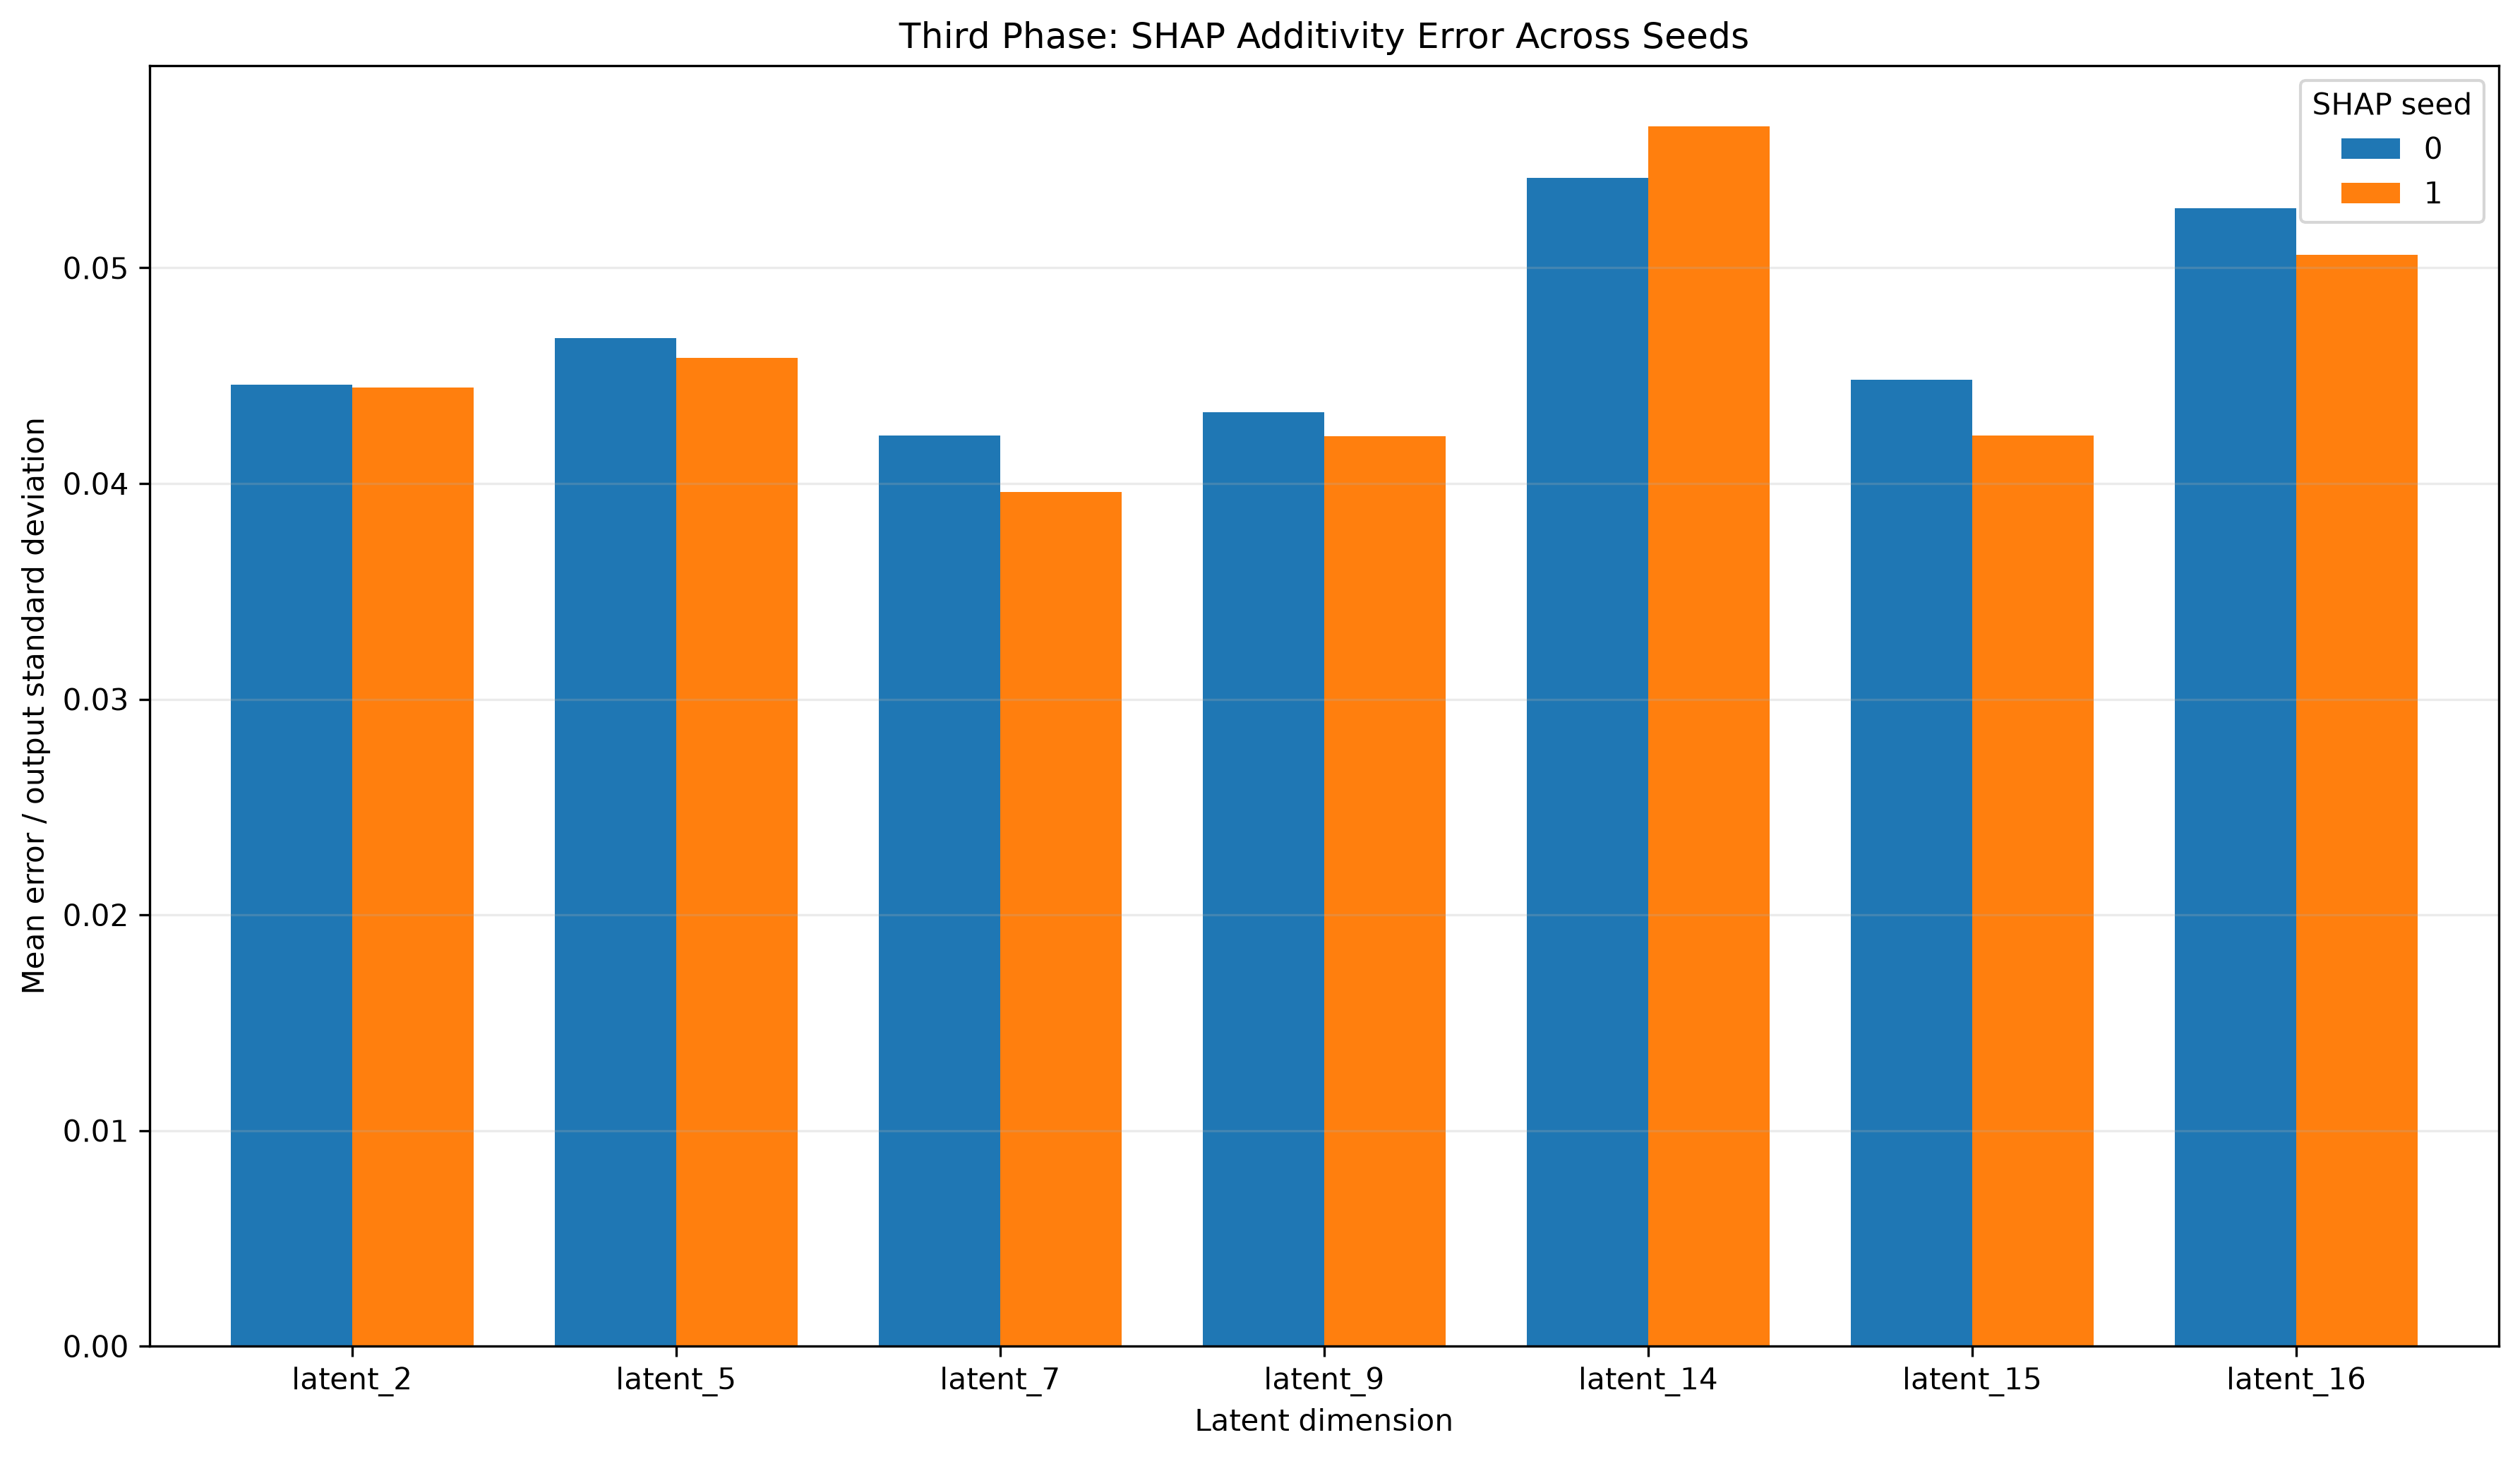 Third Phase: SHAP Additivity Error Across Seeds
SHAP seed
0
1
Mean error / output standard deviation
0.05
0.04
0.03
0.02
0.01
0.00
latent_2
latent_5
latent_7
latent_9
latent_14
latent_15
latent_16
Latent dimension